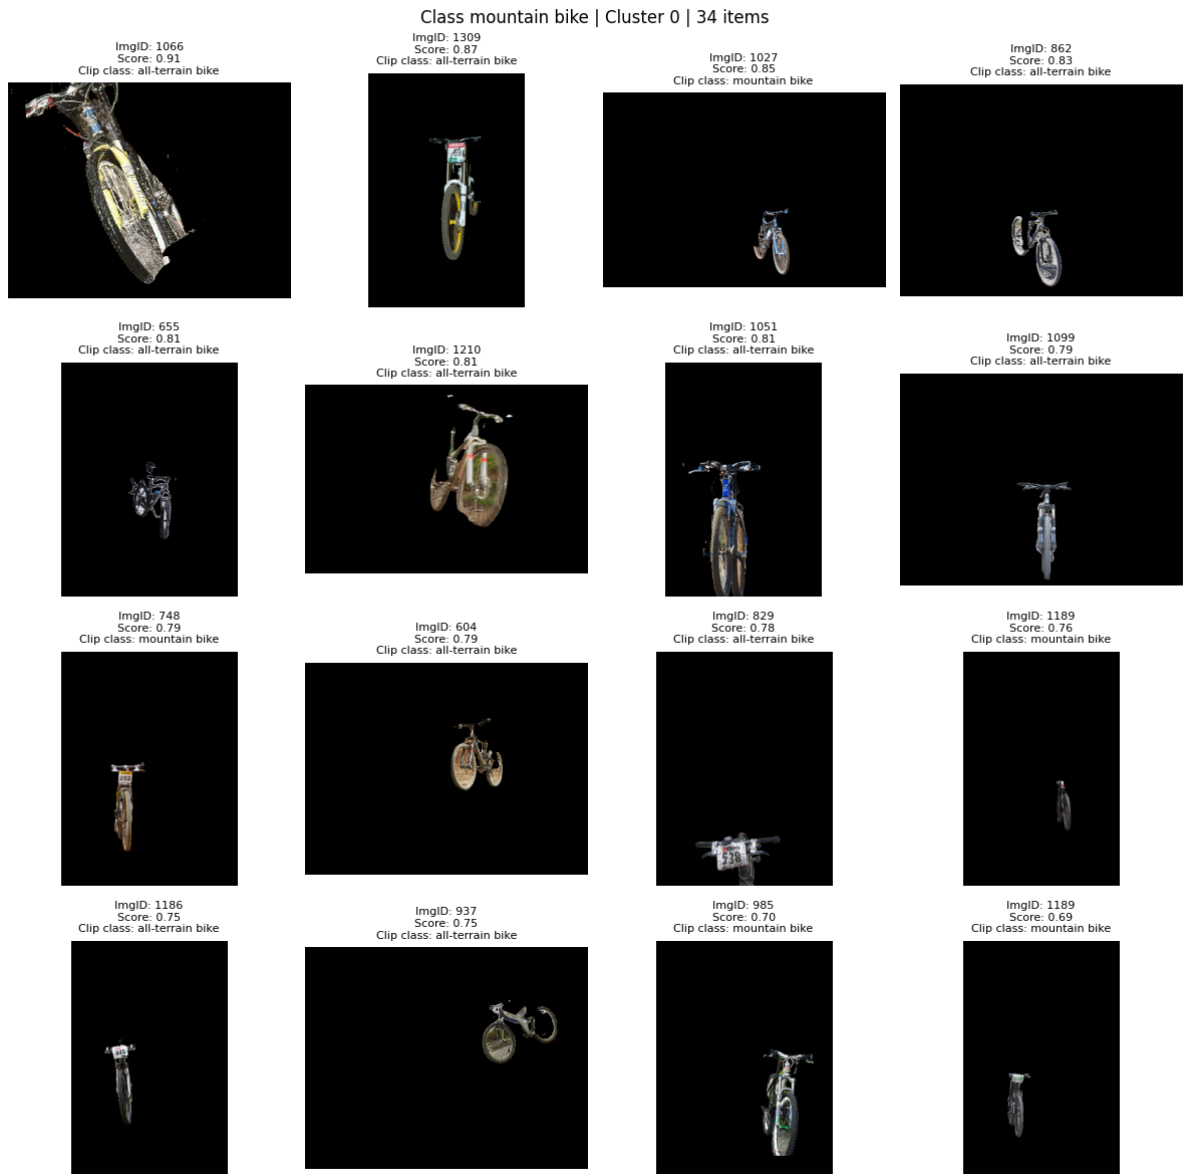 Class mountain bike | Cluster 0 | 34 items
ImgID: 1066
Score: 0.91
Clip class: all-terrain bike
ImgID: 1309
Score: 0.87
Clip class: all-terrain bike
ImgID: 1027
Score: 0.85
Clip class: mountain bike
ImgID: 862
Score: 0.83
Clip class: all-terrain bike
ImgID: 655
Score: 0.81
Clip class: all-terrain bike
ImgID: 1210
Score: 0.81
Clip class: all-terrain bike
ImgID: 1051
Score: 0.81
Clip class: all-terrain bike
ImgID: 1099
Score: 0.79
Clip class: all-terrain bike
ImgID: 748
Score: 0.79
Clip class: mountain bike
252
ImgID: 604
Score: 0.79
Clip class: all-terrain bike
ImgID: 829
Score: 0.78
Clip class: all-terrain bike
538
ImgID: 1189
Score: 0.76
Clip class: mountain bike
ImgID: 1186
Score: 0.75
Clip class: all-terrain bike
445
ImgID: 937
Score: 0.75
Clip class: all-terrain bike
ImgID: 985
Score: 0.70
Clip class: mountain bike
ImgID: 1189
Score: 0.69
Clip class: mountain bike